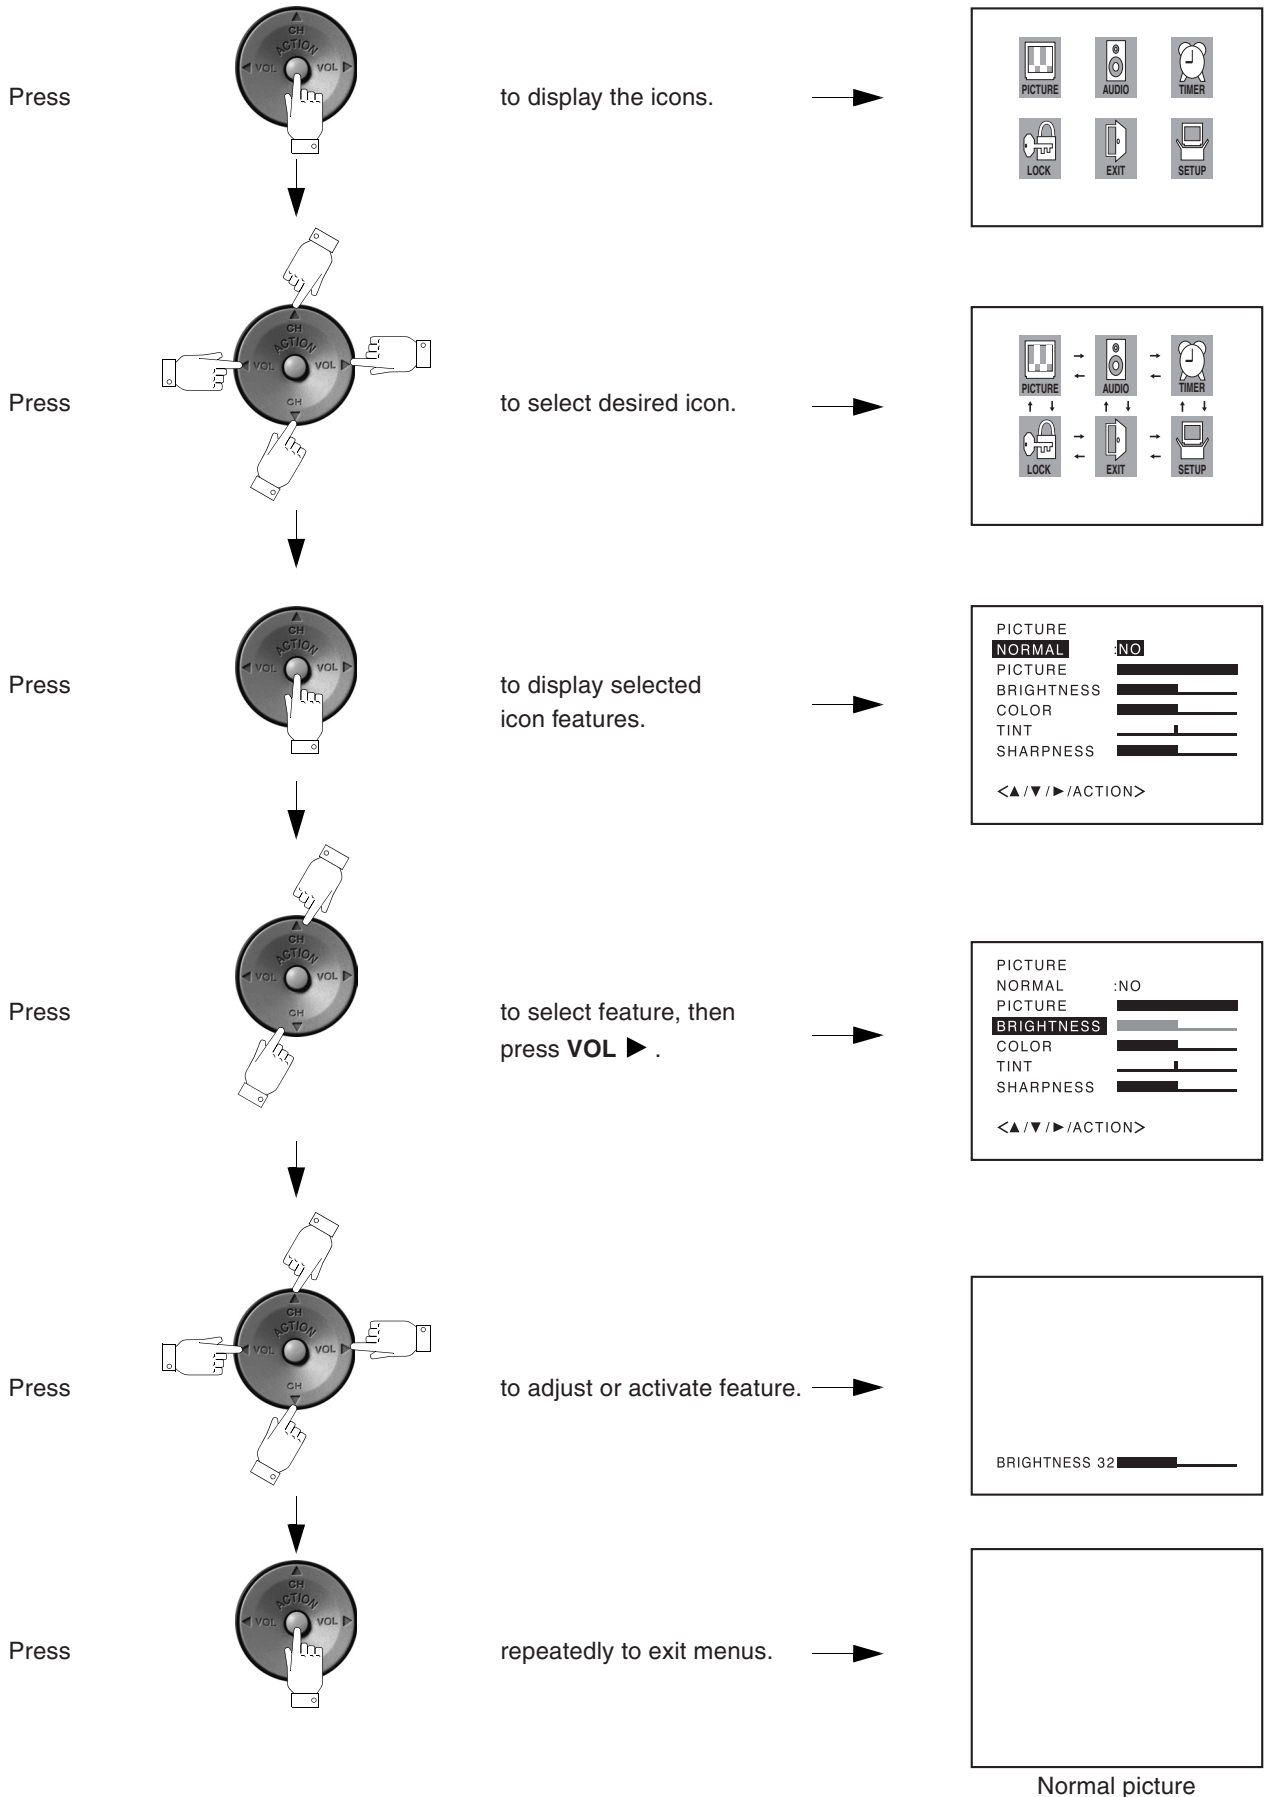 CH
ACTION
VOL VOL
Press
to display the icons.
PICTURE AUDIO TIMER
LOCK EXIT SETUP
CH
ACTION
VOL VOL
CH
Press
to select desired icon.
PICTURE → ← AUDIO → ← TIMER
↑ ↓ ↑ ↓ ↑ ↓
LOCK → ← EXIT → ← SETUP
CH
ACTION
VOL VOL
Press
to display selected
icon features.
PICTURE
NORMAL :NO
PICTURE
BRIGHTNESS
COLOR
TINT
SHARPNESS
<▲/▼/►/ACTION>
CH
ACTION
VOL VOL
CH
Press
to select feature, then
press VOL ► .
PICTURE
NORMAL :NO
PICTURE
BRIGHTNESS
COLOR
TINT
SHARPNESS
<▲/▼/►/ACTION>
CH
ACTION
VOL VOL
CH
Press
to adjust or activate feature.
BRIGHTNESS 32
CH
ACTION
VOL VOL
Press
repeatedly to exit menus.
Normal picture